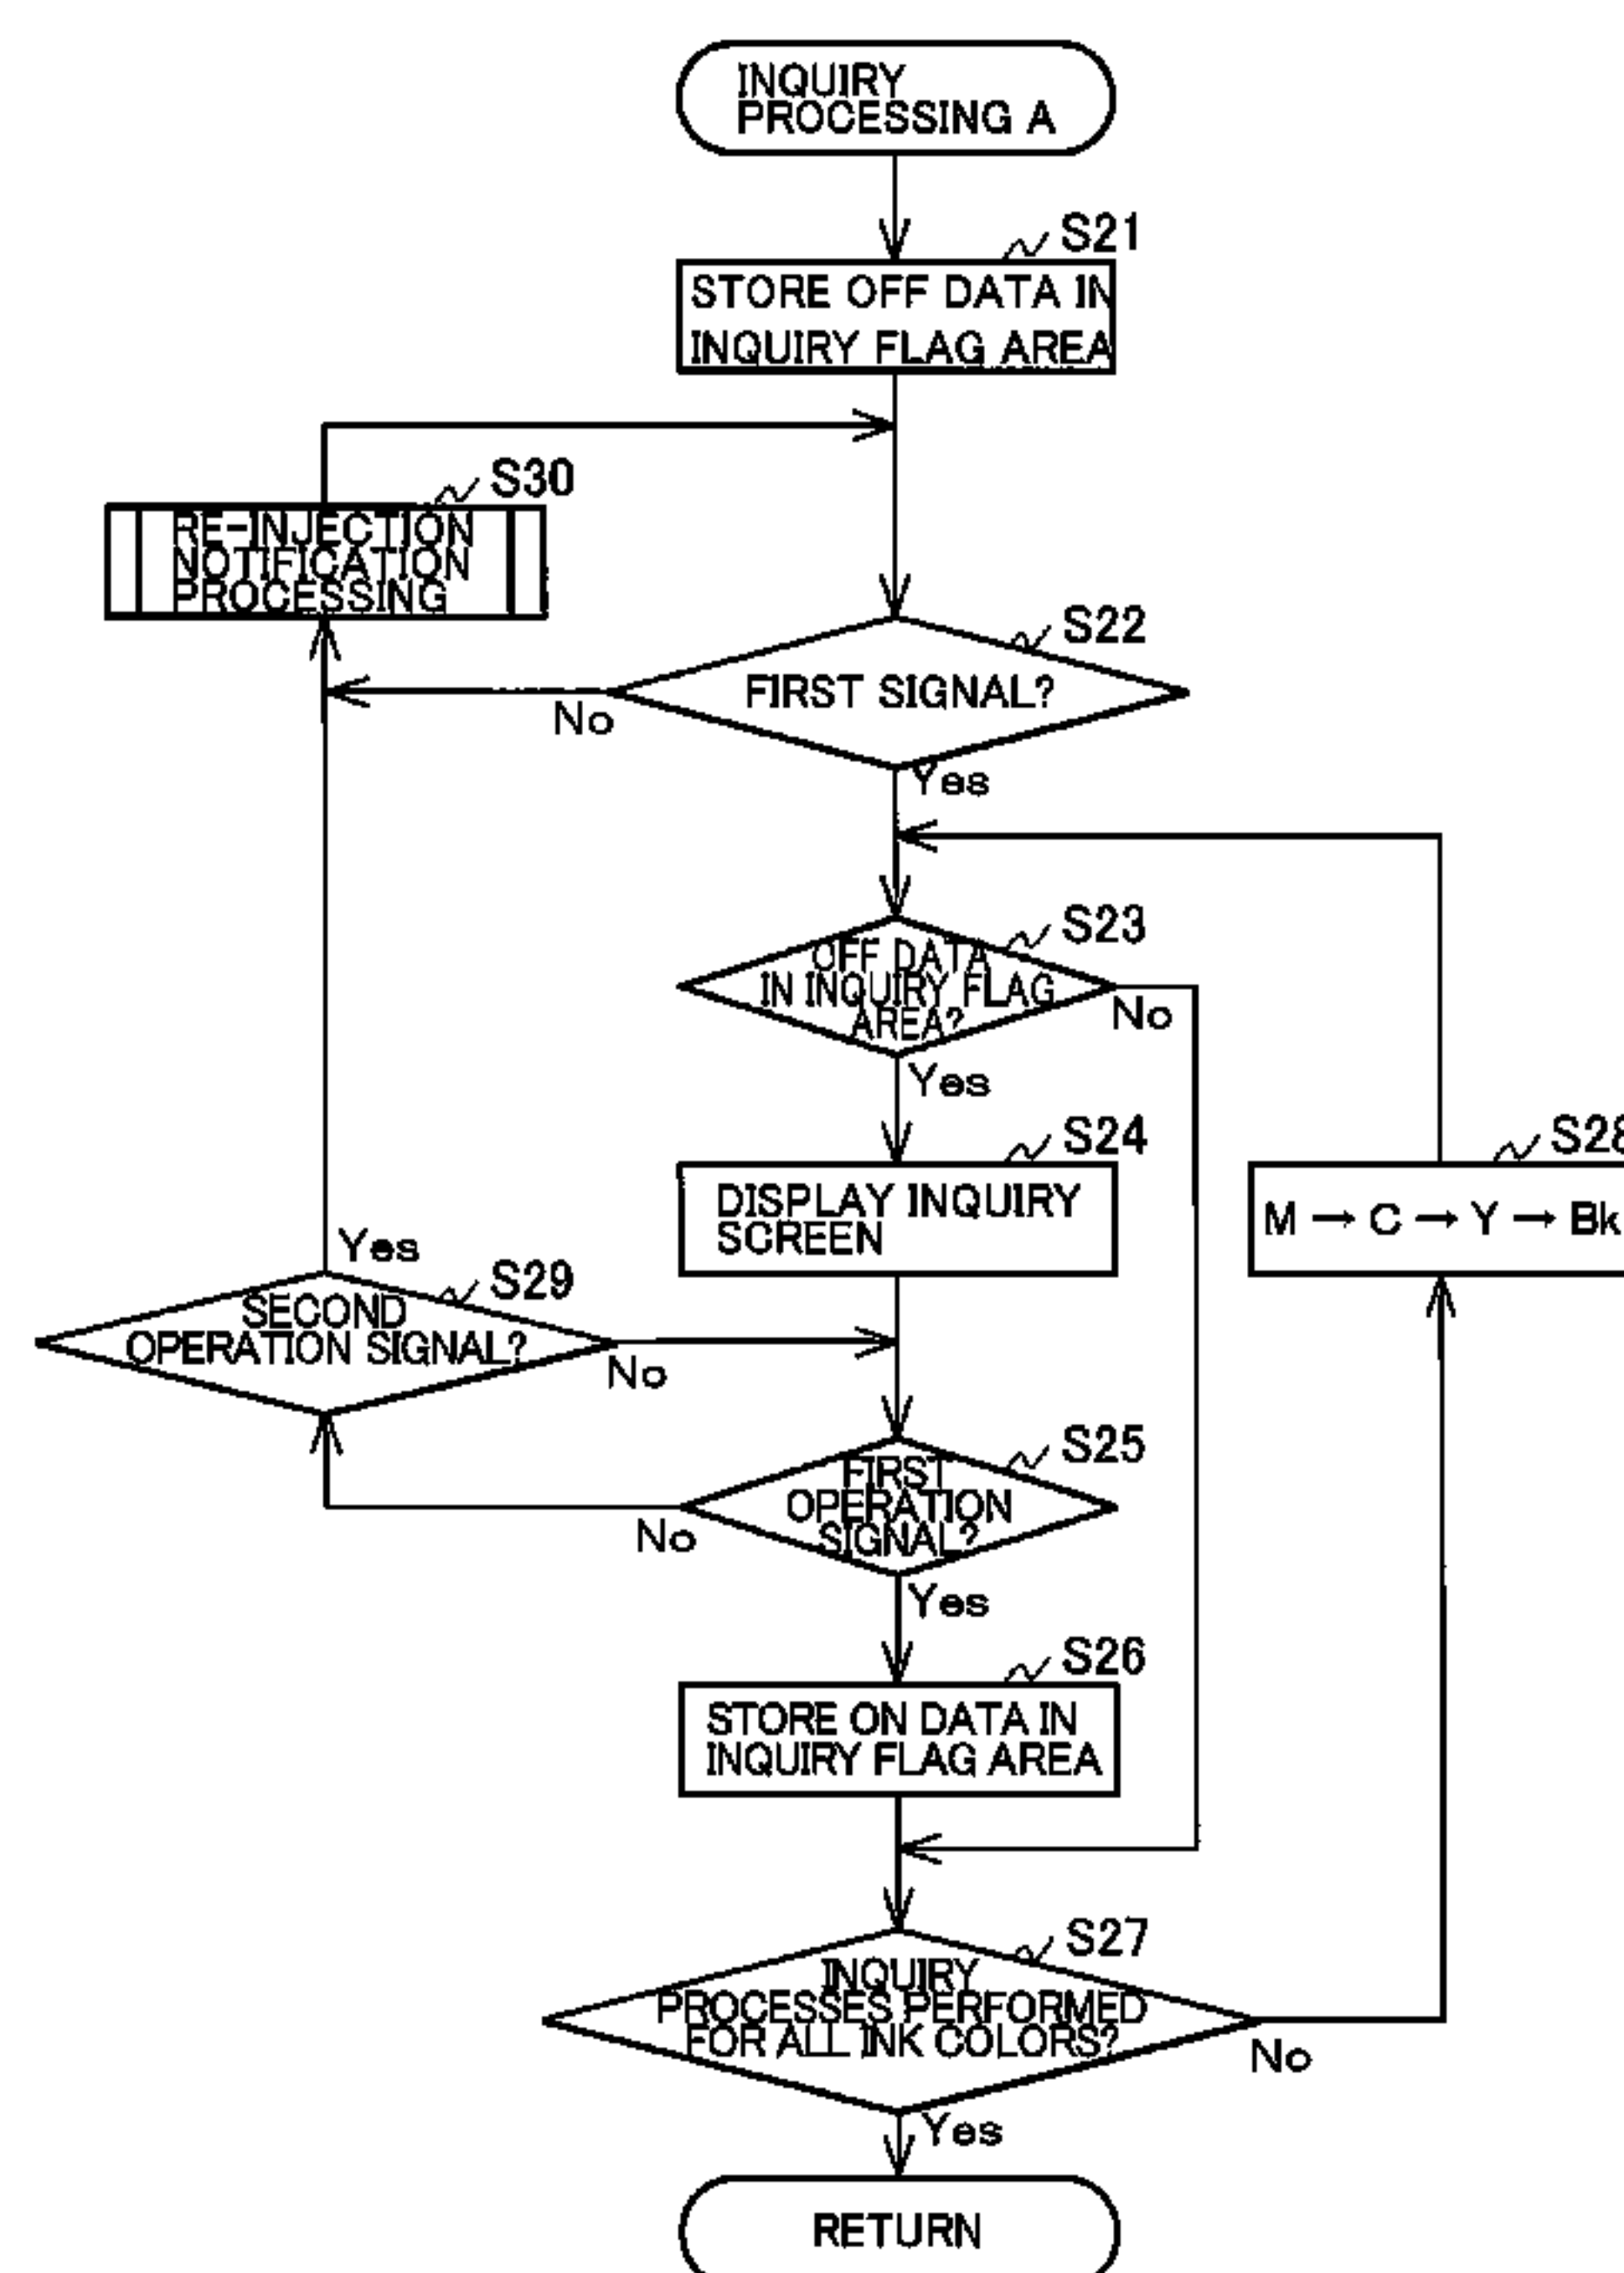 INQUIRY
PROCESSING A
S21
STORE OFF DATA IN
INQUIRY FLAG AREA
S30
RE-INJECTION
NOTIFICATION
PROCESSING
S22
FIRST SIGNAL?
No
Yes
S23
OFF DATA
IN INQUIRY FLAG
AREA?
No
Yes
S24
DISPLAY INQUIRY
SCREEN
S28
M → C → Y → Bk
Yes
S29
SECOND
OPERATION SIGNAL?
No
S25
FIRST
OPERATION
SIGNAL?
No
Yes
S26
STORE ON DATA IN
INQUIRY FLAG AREA
S27
INQUIRY
PROCESSES PERFORMED
FOR ALL INK COLORS?
No
Yes
RETURN